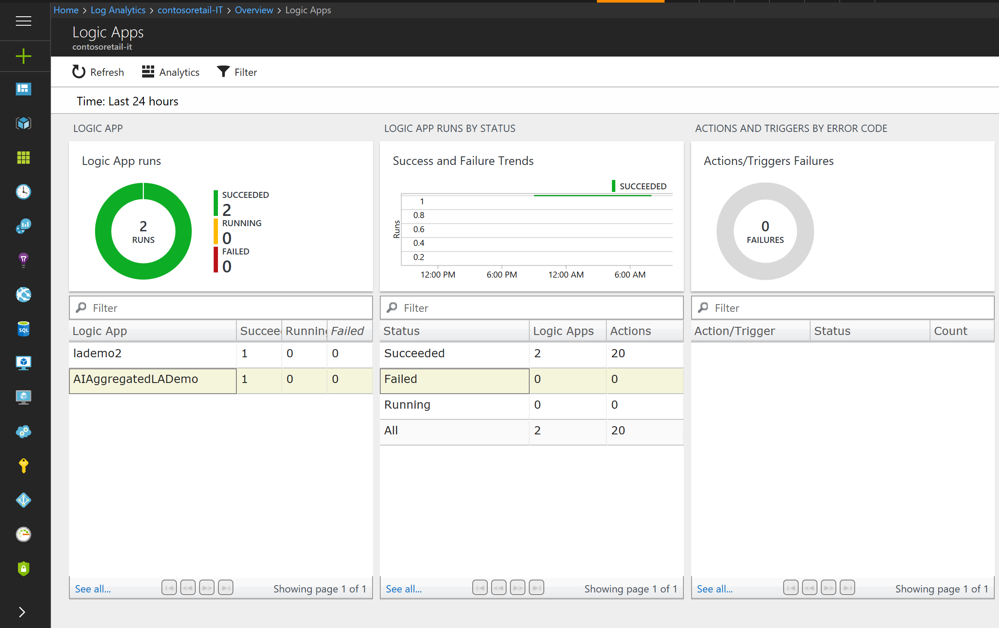 Home > Log Analytics > contosoretail-IT > Overview > Logic Apps
Logic Apps
contosoretail-it
Refresh Analytics Filter
Time: Last 24 hours
LOGIC APP
Logic App runs
2
RUNS
SUCCEEDED
2
RUNNING
0
FAILED
0
Filter
Logic App Succee Running Failed
lademo2 1 0 0
AIAggregatedLADemo 1 0 0
See all... Showing page 1 of 1
LOGIC APP RUNS BY STATUS
Success and Failure Trends
SUCCEEDED
Runs
1
0.8
0.6
0.4
0.2
12:00 PM 6:00 PM 12:00 AM 6:00 AM
Filter
Status Logic Apps Actions
Succeeded 2 20
Failed 0 0
Running 0 0
All 2 20
See all... Showing page 1 of 1
ACTIONS AND TRIGGERS BY ERROR CODE
Actions/Triggers Failures
0
FAILURES
Filter
Action/Trigger Status Count
See all... Showing page 1 of 1
SQL